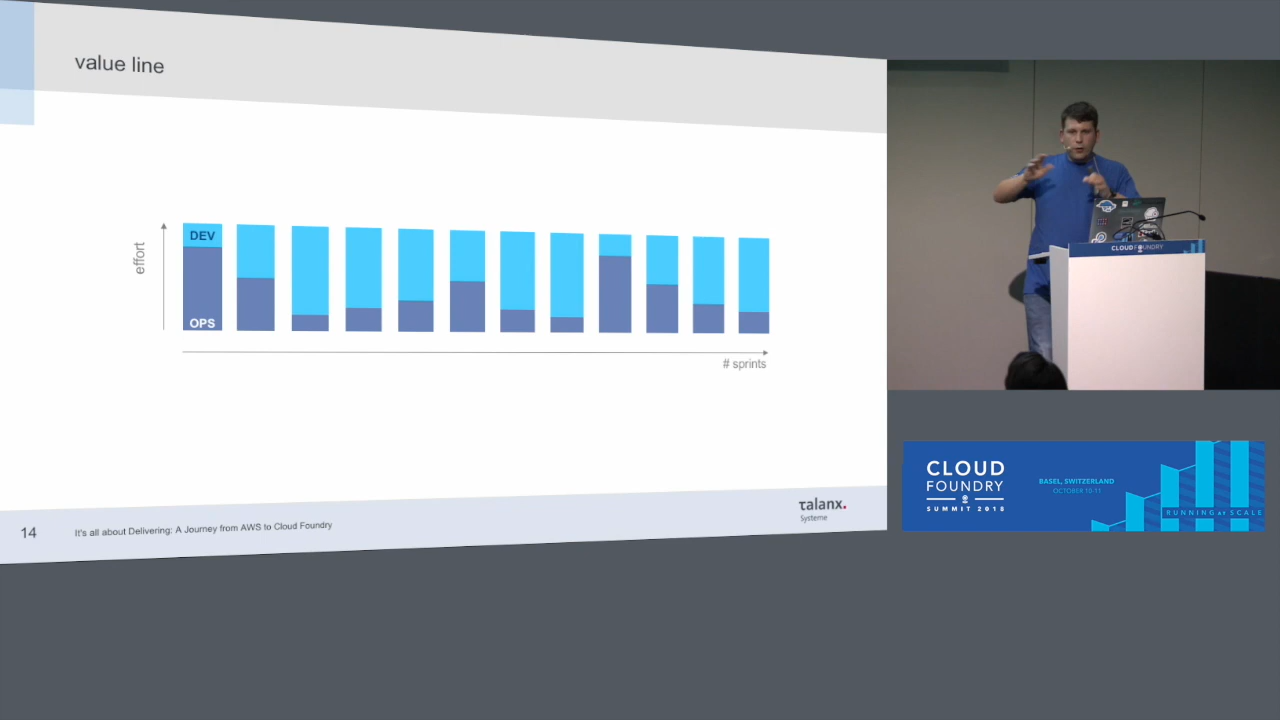 value line
effort
DEV
OPS
# sprints
14
It's all about Delivering: A Journey from AWS to Cloud Foundry
talanx.
Systeme
CLOUD FOUNDRY
CLOUD
FOUNDRY
SUMMIT 2018
BASEL, SWITZERLAND
OCTOBER 10-11
RUNNING AT SCALE